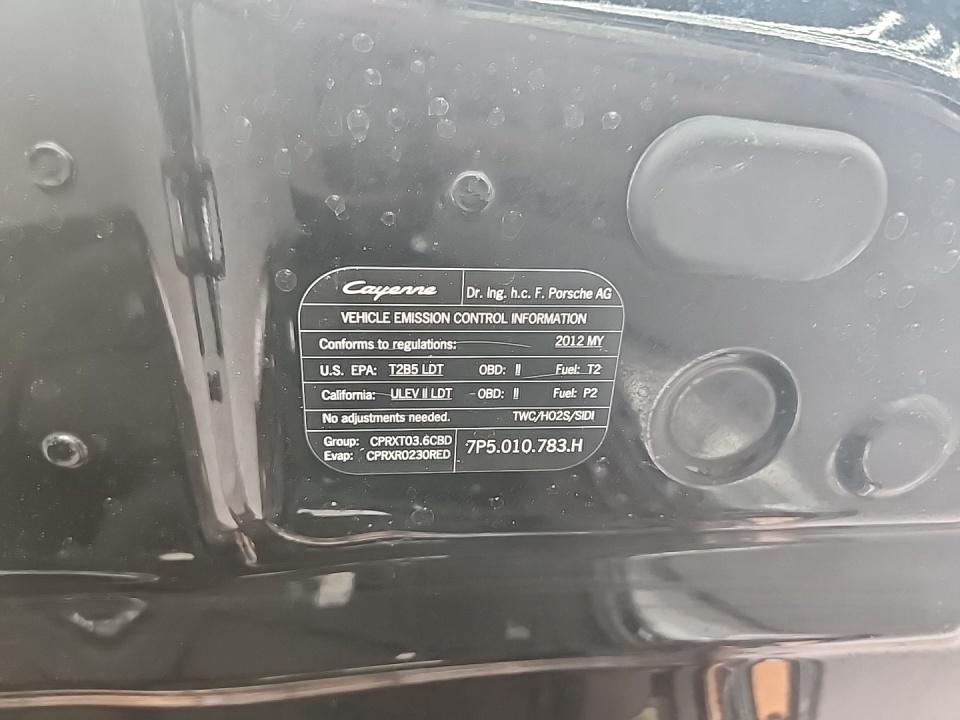 Cayenne Dr. Ing. h.c. F. Porsche AG
VEHICLE EMISSION CONTROL INFORMATION
Conforms to regulations: 2012 MY
U.S. EPA: T2B5 LDT OBD: II Fuel: T2
California: ULEV II LDT OBD: II Fuel: P2
No adjustments needed. TWC/HO2S/SIDI
Group: CPRXT03.6CBD
Evap: CPRXR0230RED
7P5.010.783.H